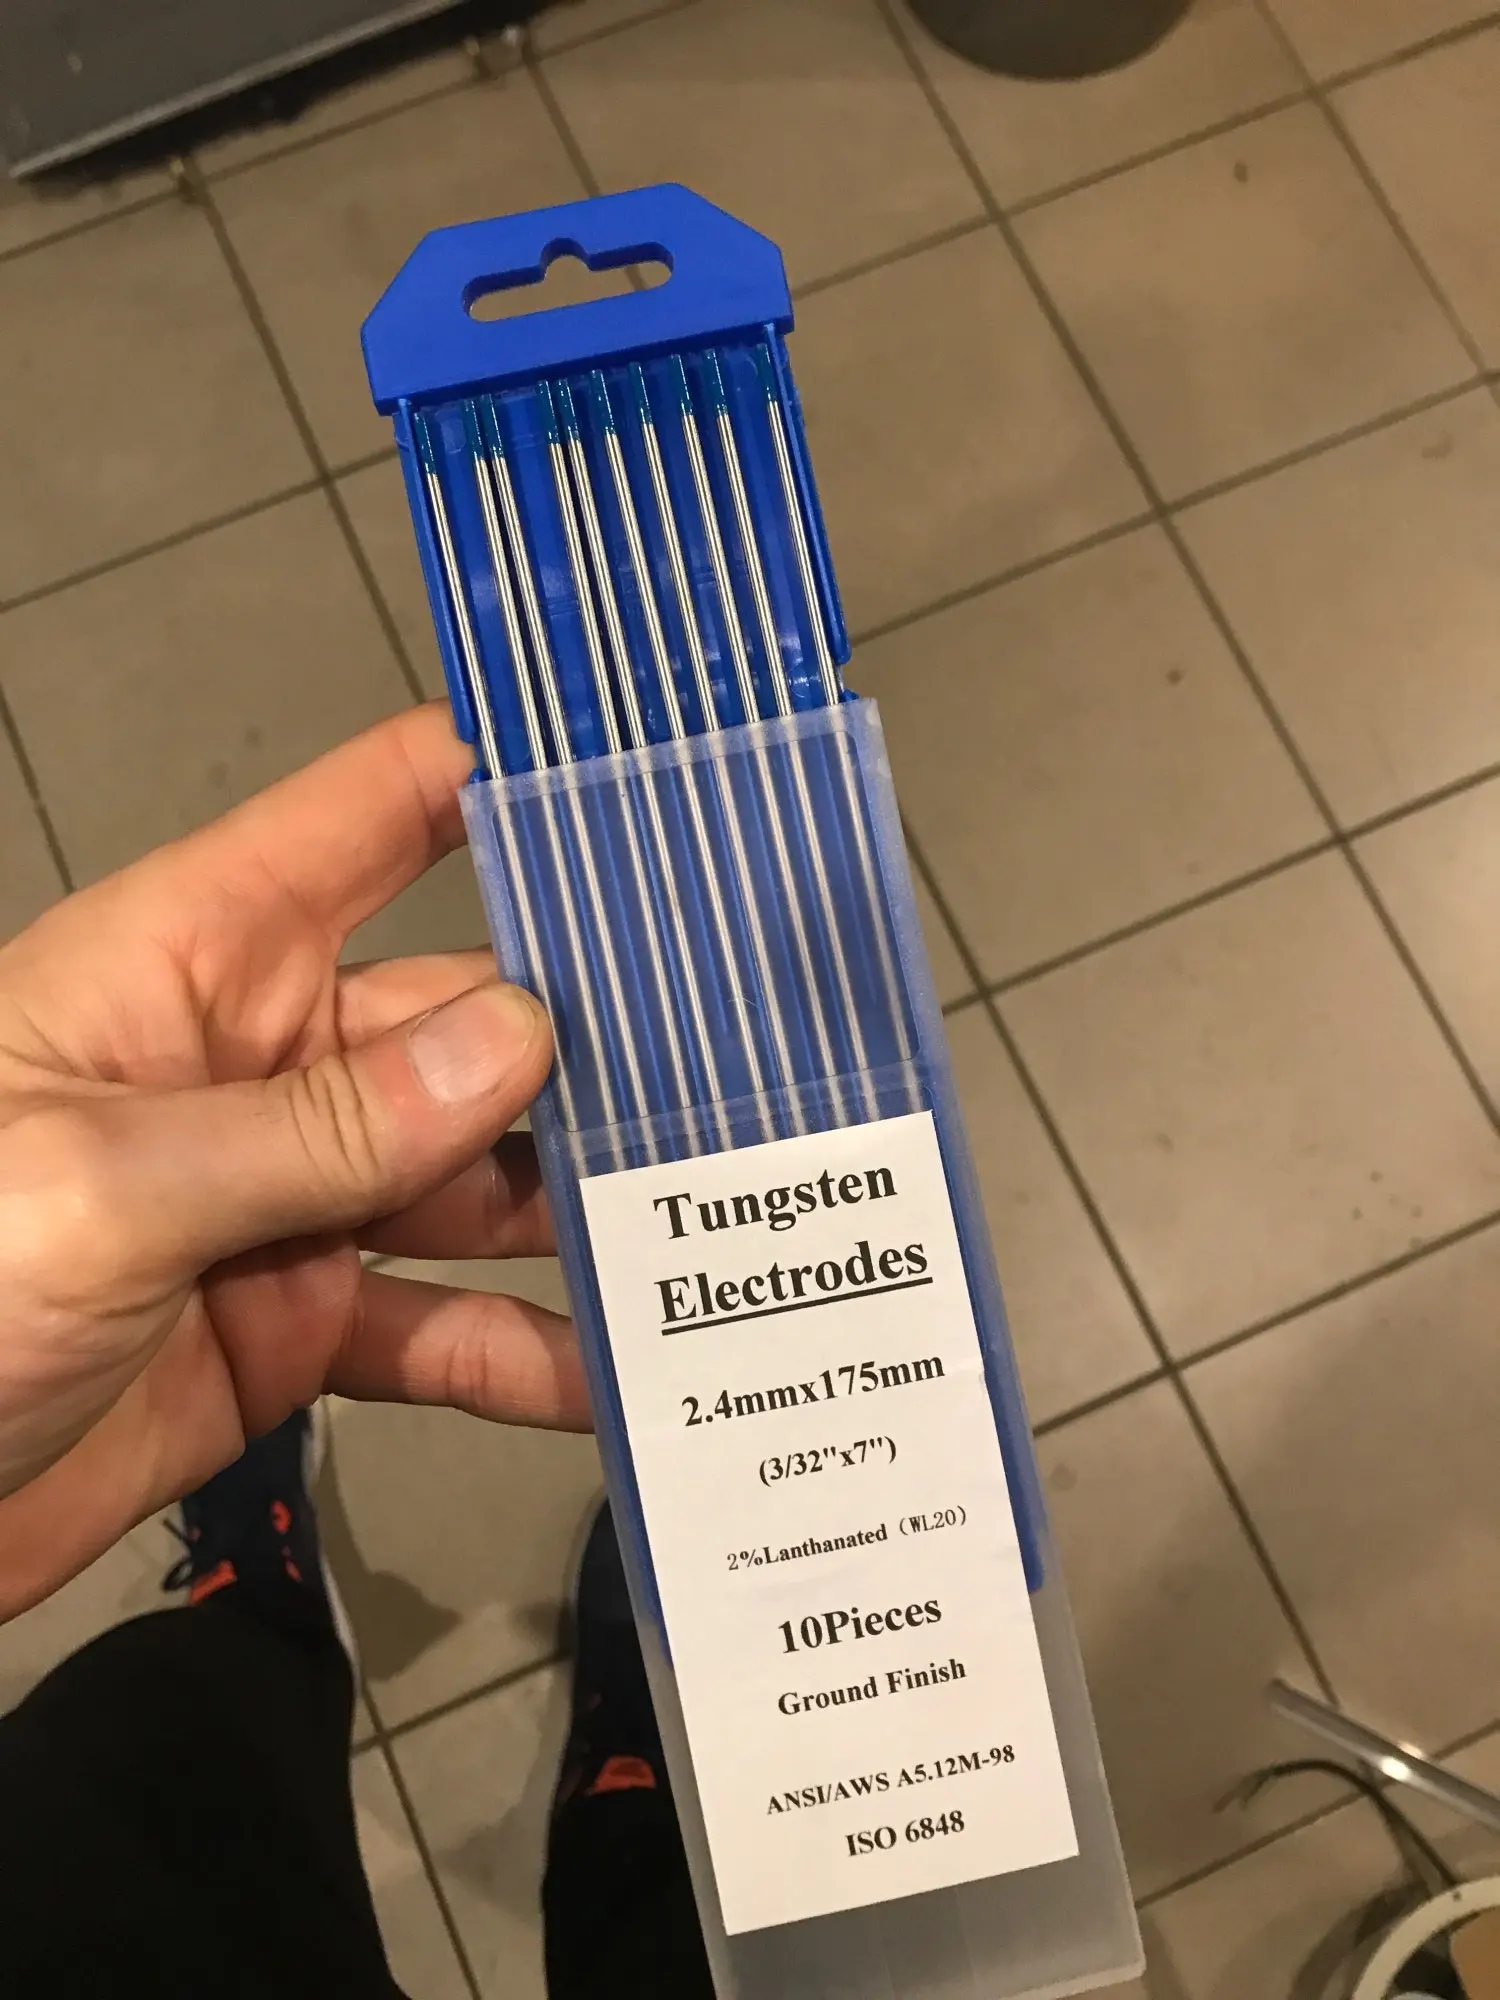 Tungsten
Electrodes
2.4mmx175mm
(3/32"x7")
2%Lanthanated（WL20）
10Pieces
Ground Finish
ANSI/AWS A5.12M-98
ISO 6848